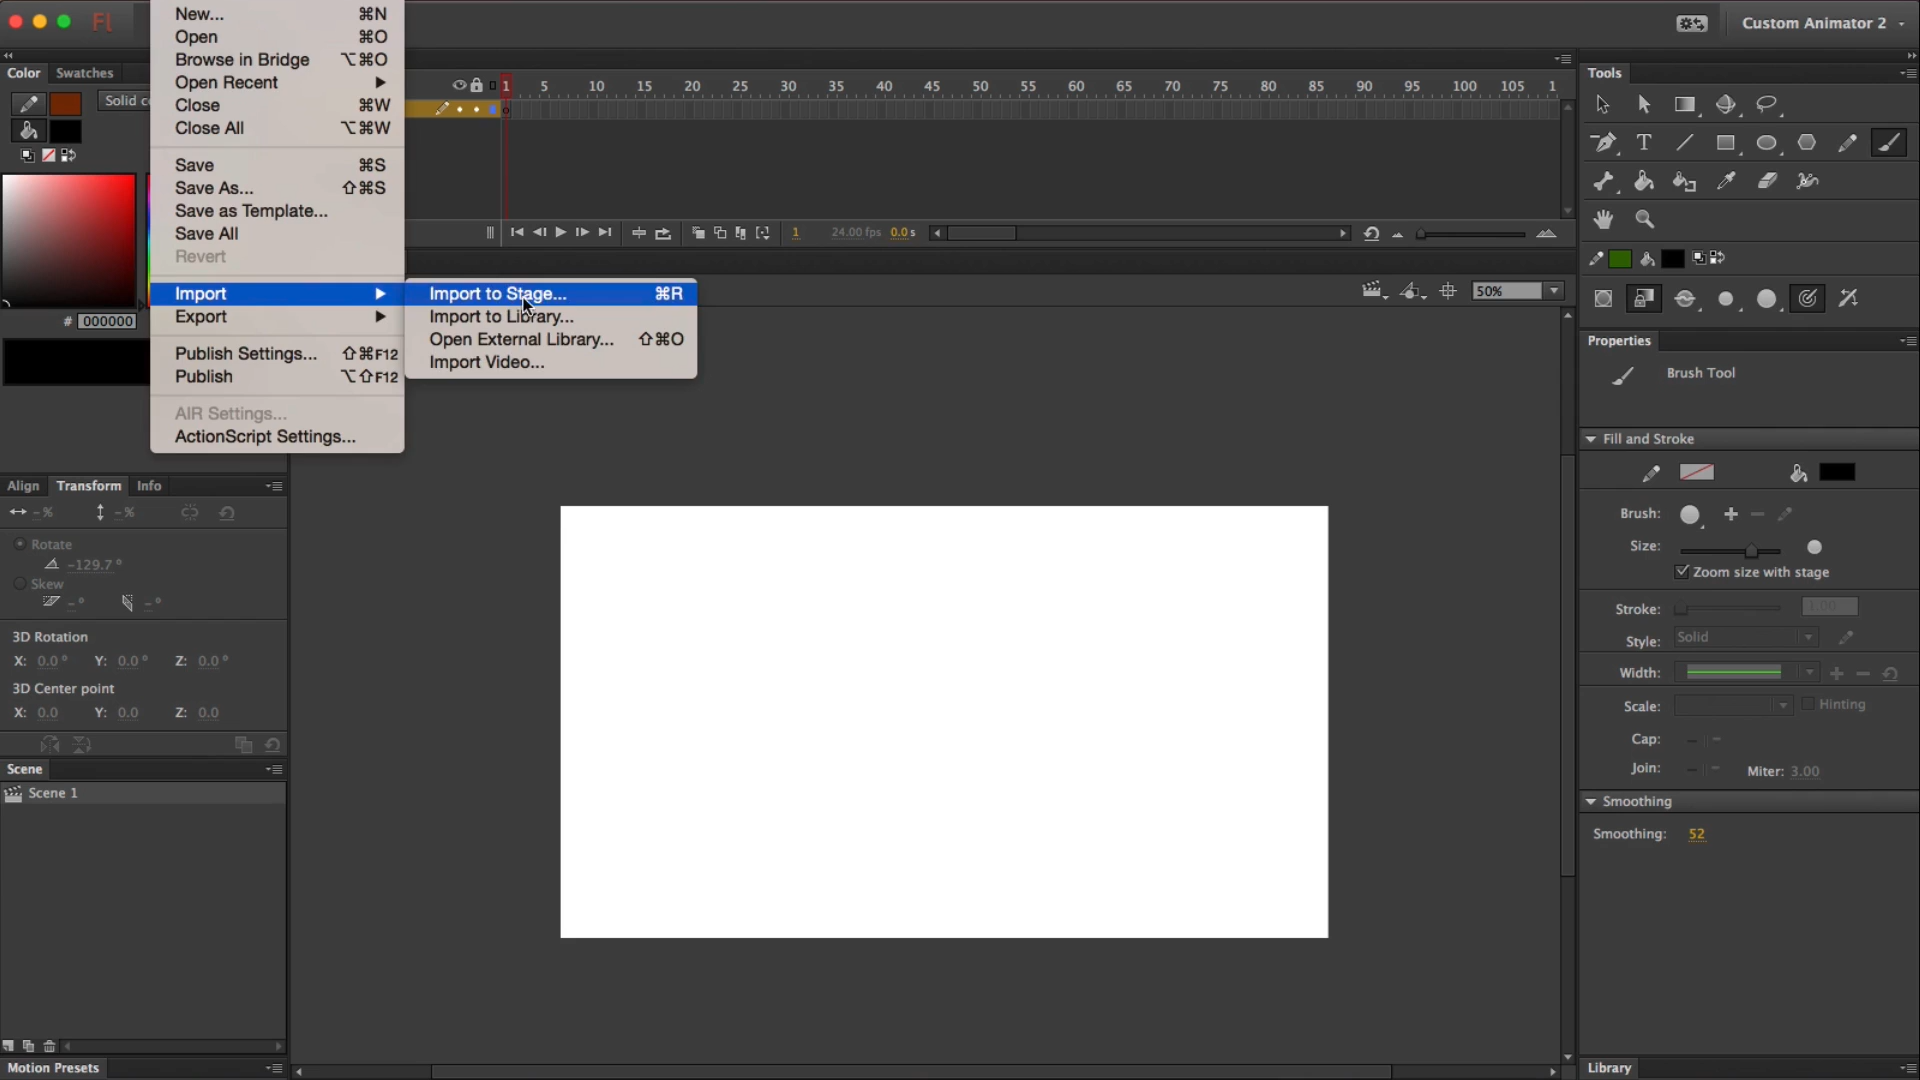 Fl
Custom Animator 2
New... ⌘N
Open ⌘O
Browse in Bridge ⌥⌘O
Open Recent
Close ⌘W
Close All ⌥⌘W
Save ⌘S
Save As... ⇧⌘S
Save as Template...
Save All
Revert
Import
Export
Publish Settings... ⇧⌘F12
Publish ⌥⇧F12
AIR Settings...
ActionScript Settings...
Import to Stage... ⌘R
Import to Library...
Open External Library... ⇧⌘O
Import Video...
Color Swatches
Solid co
# 000000
1 5 10 15 20 25 30 35 40 45 50 55 60 65 70 75 80 85 90 95 100 105 1
1 24.00 fps 0.0 s
50%
Align Transform Info
-% -%
Rotate
-129.7 °
Skew
-° -°
3D Rotation
X: 0.0 ° Y: 0.0 ° Z: 0.0 °
3D Center point
X: 0.0 Y: 0.0 Z: 0.0
Scene
Scene 1
Motion Presets
Tools
T
Properties
Brush Tool
Fill and Stroke
Brush:
Size:
Zoom size with stage
Stroke: 1.00
Style: Solid
Width:
Scale: Hinting
Cap:
Join: Miter: 3.00
Smoothing
Smoothing: 52
Library